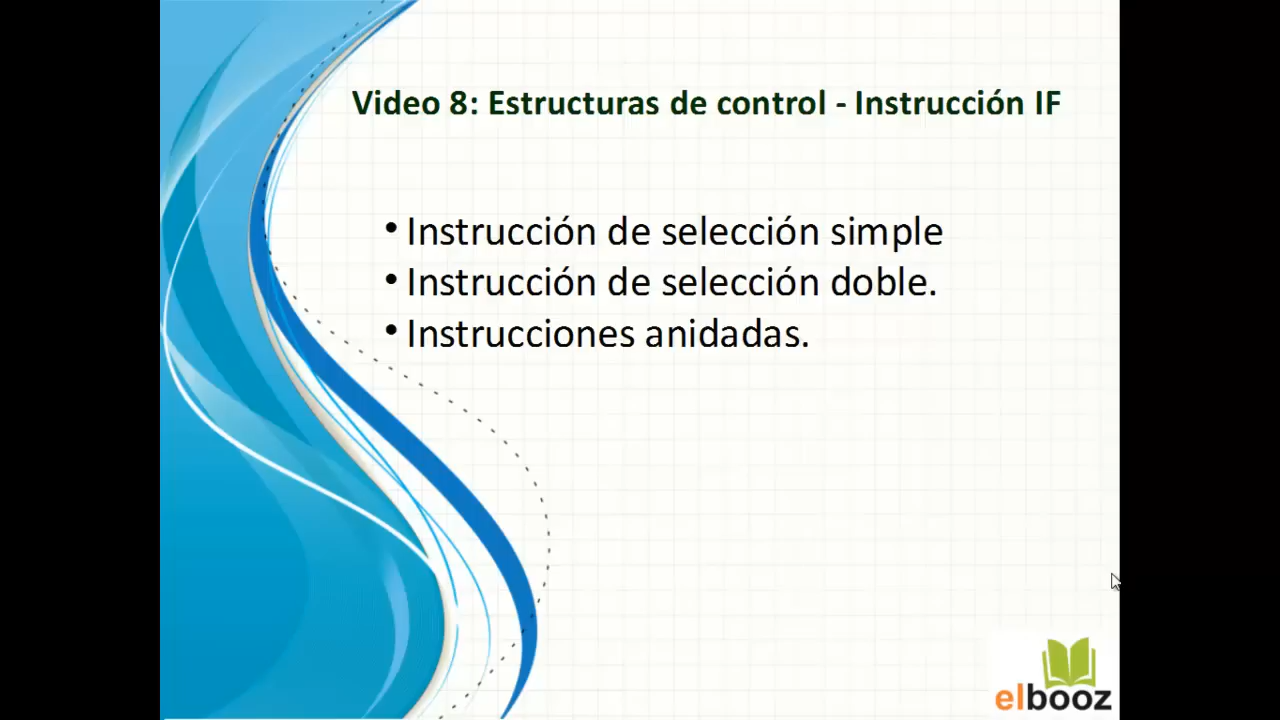 Video 8: Estructuras de control - Instrucción IF
• Instrucción de selección simple
• Instrucción de selección doble.
• Instrucciones anidadas.
elbooz